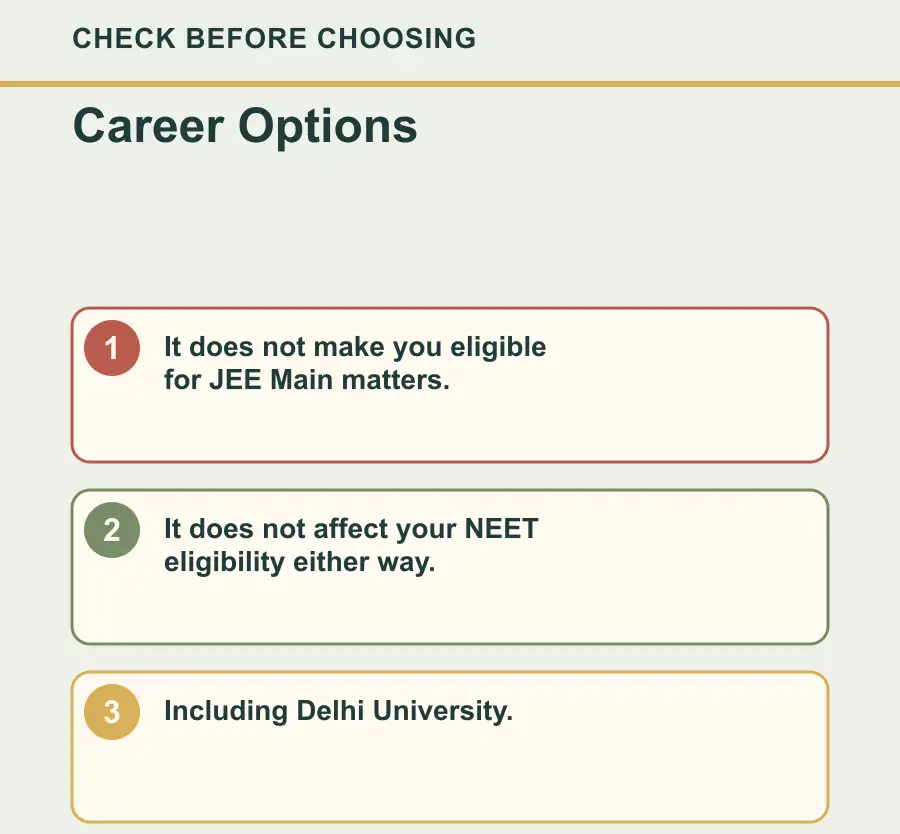 CHECK BEFORE CHOOSING
Career Options
1
It does not make you eligible
for JEE Main matters.
2
It does not affect your NEET
eligibility either way.
3
Including Delhi University.